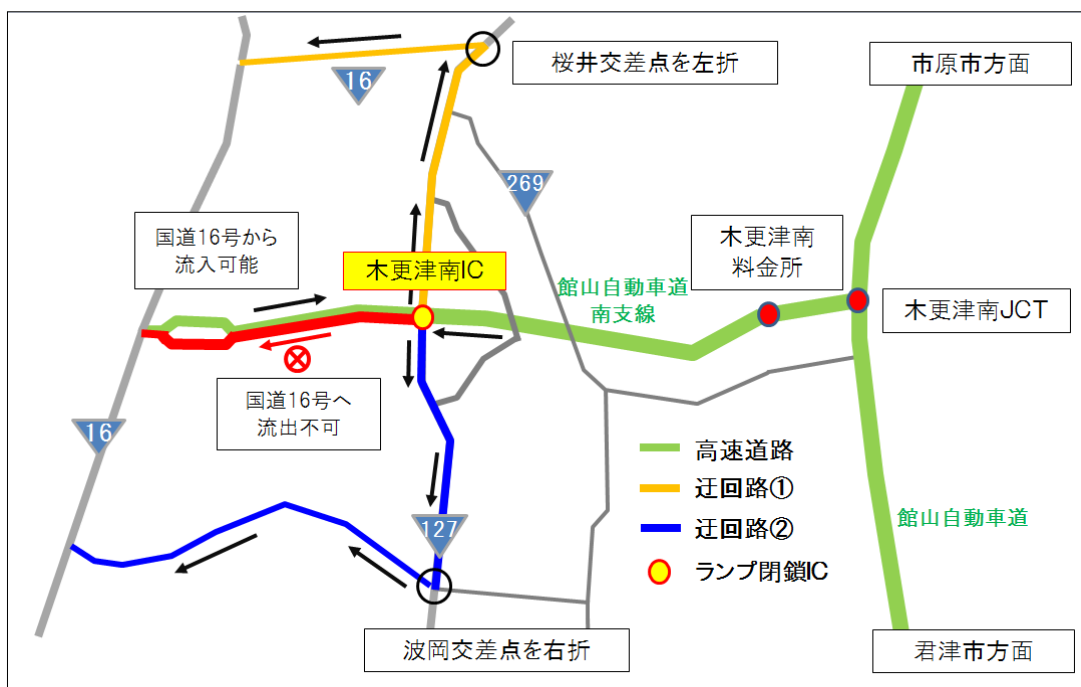 桜井交差点を左折
市原市方面
16
269
国道16号から
流入可能
木更津南IC
木更津南
料金所
館山自動車道
南支線
木更津南JCT
国道16号へ
流出不可
16
高速道路
迂回路①
館山自動車道
迂回路②
127
ランプ閉鎖IC
波岡交差点を右折
君津市方面